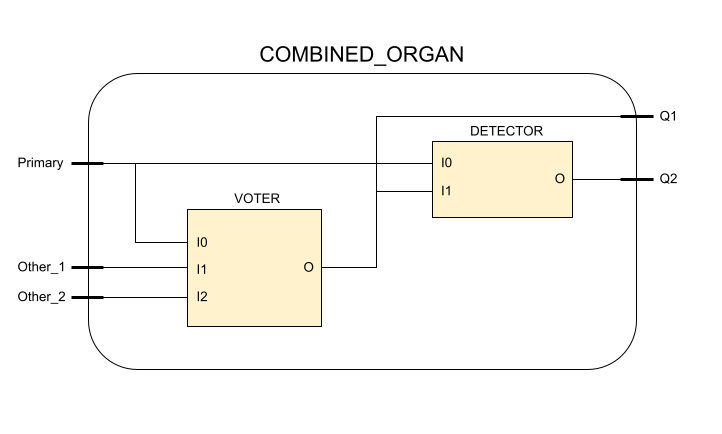 COMBINED_ORGAN
Q1
DETECTOR
Primary
I0
O
Q2
I1
VOTER
I0
Other_1
I1
O
Other_2
I2